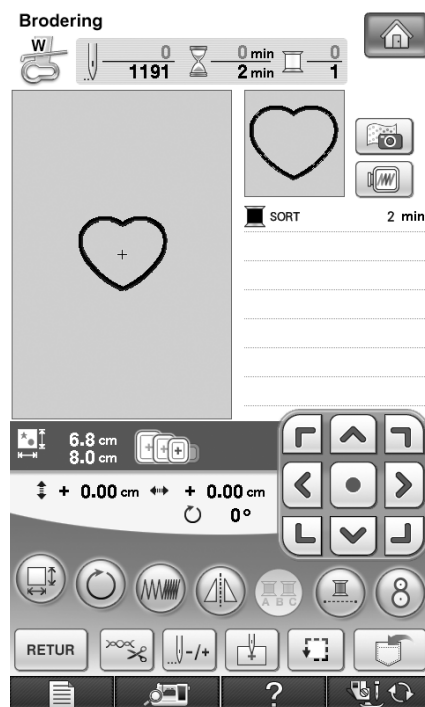 Brodering
W
0 0 min 0
1191 2 min 1
SORT 2 min
6.8 cm
8.0 cm
+ 0.00 cm + 0.00 cm
0°
A B C
8
RETUR -/+
?